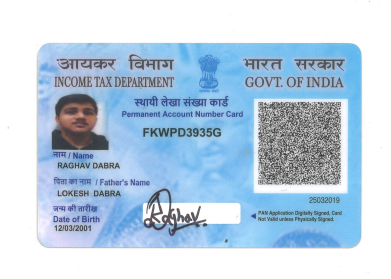 आयकर विभाग
INCOME TAX DEPARTMENT
भारत सरकार
GOVT. OF INDIA
स्थायी लेखा संख्या कार्ड
Permanent Account Number Card
FKWPD3935G
नाम / Name
RAGHAV DABRA
पिता का नाम / Father's Name
LOKESH DABRA
जन्म की तारीख
Date of Birth
12/03/2001
Raghav
25032019
PAN Application Digitally Signed, Card
Not Valid unless Physically Signed.